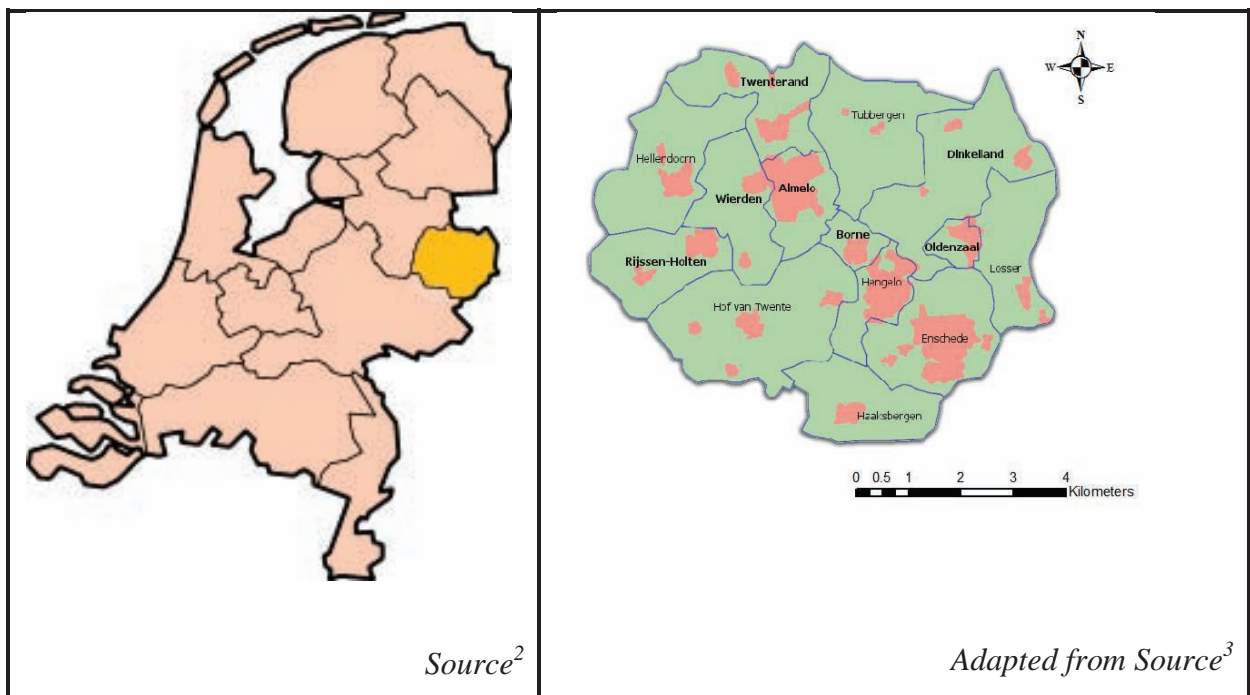 N
W E
S
Twenterand
Tubbergen
Hellerdoorn
Dinkelland
Wierden
Almelo
Borne
Oldenzaal
Rijssen-Holten
Hengelo
Losser
Hof van Twente
Enschede
Haaksbergen
0 0.5 1 2 3 4
Kilometers
Source2
Adapted from Source3